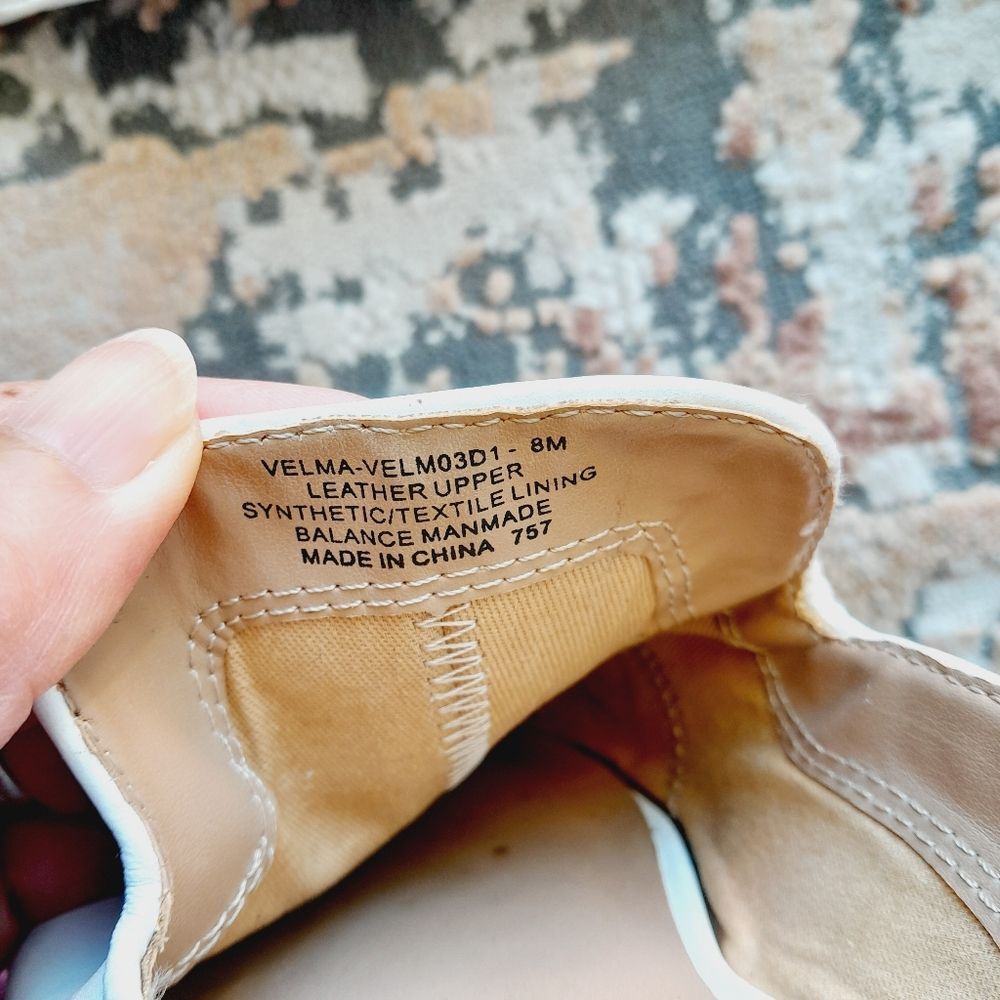 VELMA-VELM03D1 - 8M
LEATHER UPPER
SYNTHETIC/TEXTILE LINING
BALANCE MANMADE
MADE IN CHINA 757